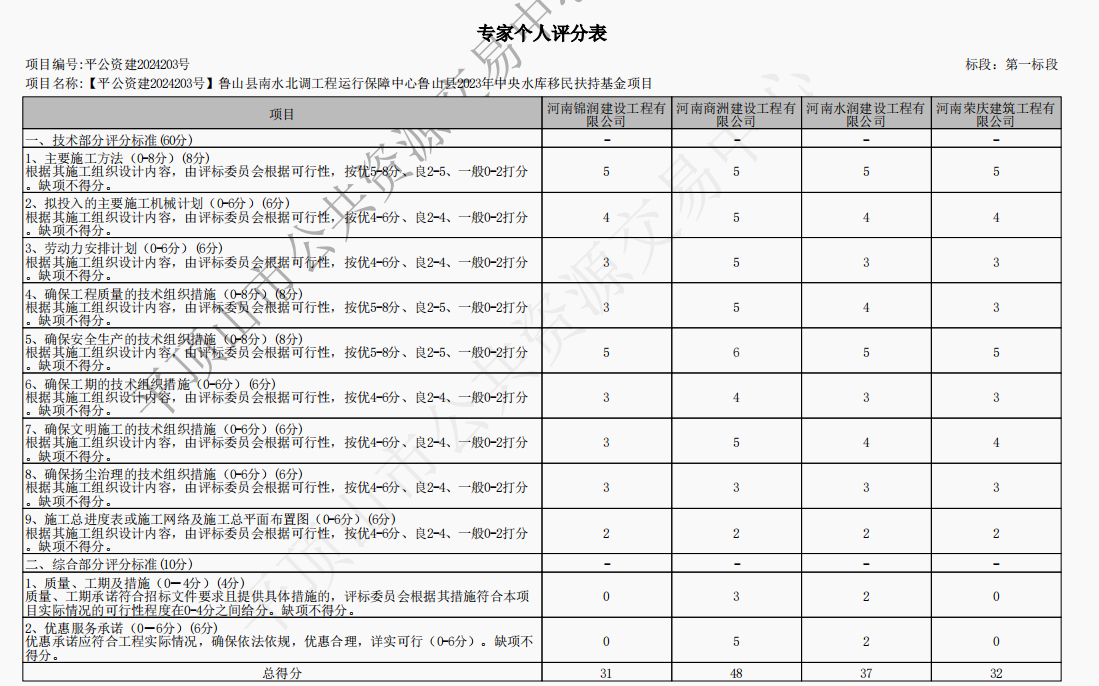 专家个人评分表
项目编号:平公资建2024203号
标段：第一标段
项目名称:【平公资建2024203号】鲁山县南水北调工程运行保障中心鲁山县2023年中央水库移民扶持基金项目
项目
河南锦润建设工程有
限公司
河南商洲建设工程有
限公司
河南水润建设工程有
限公司
河南荣庆建筑工程有
限公司
一、技术部分评分标准(60分)
- - - -
1、主要施工方法（0-8分）(8分)
根据其施工组织设计内容，由评标委员会根据可行性，按优5-8分、良2-5、一般0-2打分
。缺项不得分。
5 5 5 5
2、拟投入的主要施工机械计划（0-6分）(6分)
根据其施工组织设计内容，由评标委员会根据可行性，按优4-6分、良2-4、一般0-2打分
。缺项不得分。
4 5 4 4
3、劳动力安排计划（0-6分）(6分)
根据其施工组织设计内容，由评标委员会根据可行性，按优4-6分、良2-4、一般0-2打分
。缺项不得分。
3 5 3 3
4、确保工程质量的技术组织措施（0-8分）(8分)
根据其施工组织设计内容，由评标委员会根据可行性，按优5-8分、良2-5、一般0-2打分
。缺项不得分。
3 5 4 3
5、确保安全生产的技术组织措施（0-8分）(8分)
根据其施工组织设计内容，由评标委员会根据可行性，按优5-8分、良2-5、一般0-2打分
。缺项不得分。
5 6 5 5
6、确保工期的技术组织措施（0-6分）(6分)
根据其施工组织设计内容，由评标委员会根据可行性，按优4-6分、良2-4、一般0-2打分
。缺项不得分。
3 4 3 3
7、确保文明施工的技术组织措施（0-6分）(6分)
根据其施工组织设计内容，由评标委员会根据可行性，按优4-6分、良2-4、一般0-2打分
。缺项不得分。
3 5 4 4
8、确保扬尘治理的技术组织措施（0-6分）(6分)
根据其施工组织设计内容，由评标委员会根据可行性，按优4-6分、良2-4、一般0-2打分
。缺项不得分。
3 3 3 3
9、施工总进度表或施工网络及施工总平面布置图（0-6分）(6分)
根据其施工组织设计内容，由评标委员会根据可行性，按优4-6分、良2-4、一般0-2打分
。缺项不得分。
2 2 2 2
二、综合部分评分标准(10分)
- - - -
1、质量、工期及措施（0—4分）(4分)
质量、工期承诺符合招标文件要求且提供具体措施的，评标委员会根据其措施符合本项
目实际情况的可行性程度在0-4分之间给分。缺项不得分。
0 3 2 0
2、优惠服务承诺（0—6分）(6分)
优惠承诺应符合工程实际情况，确保依法依规，优惠合理，详实可行（0-6分）。缺项不
得分。
0 5 2 0
总得分
31 48 37 32
平顶山市公共资源交易中心
平顶山市公共资源交易中心